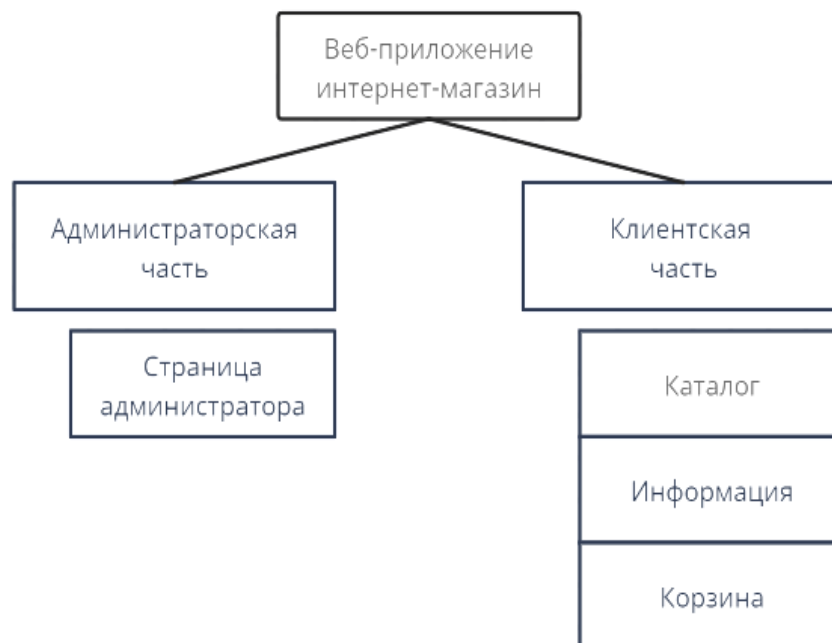 Веб-приложение
интернет-магазин
Администраторская
часть
Клиентская
часть
Страница
администратора
Каталог
Информация
Корзина